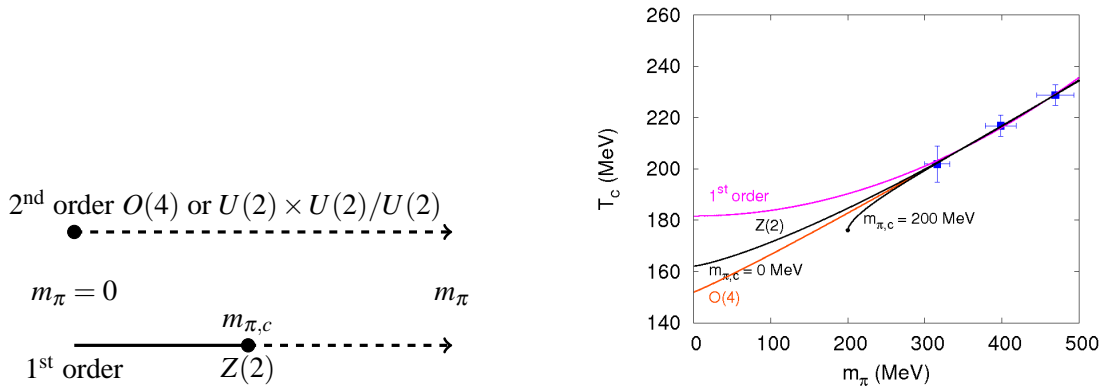 2nd order O(4) or U(2) × U(2)/U(2)
mπ = 0
mπ
mπ,c
1st order
Z(2)
260
240
220
200
180
160
140
Tc (MeV)
1st order
Z(2)
mπ,c = 200 MeV
mπ,c = 0 MeV
O(4)
0 100 200 300 400 500
mπ (MeV)